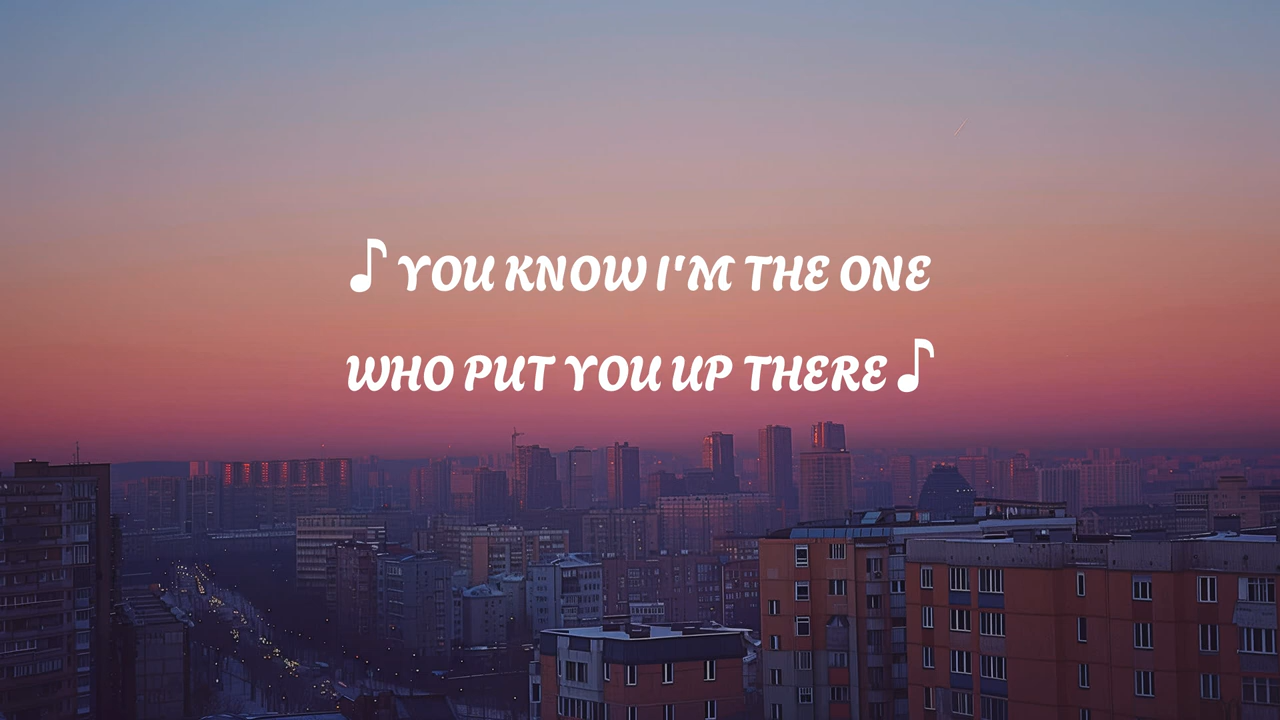 ♪ YOU KNOW I'M THE ONE
WHO PUT YOU UP THERE ♪